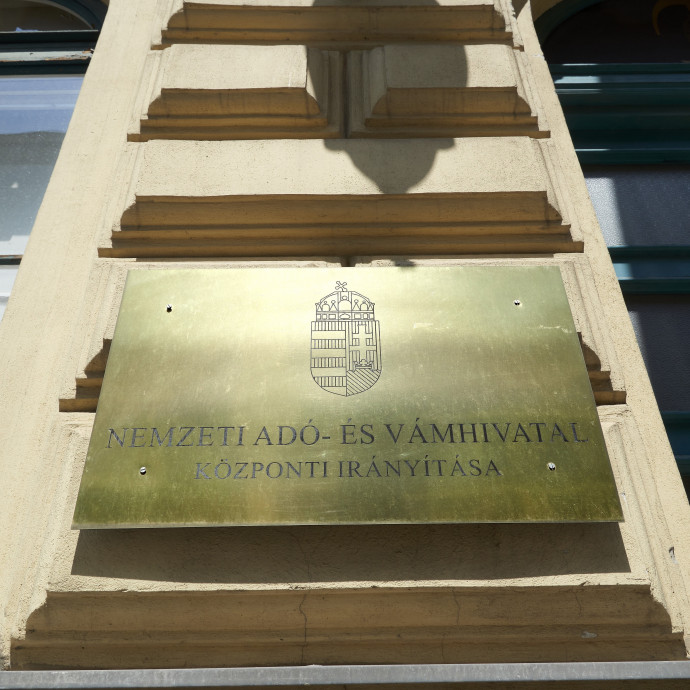 NEMZETI ADÓ- ÉS VÁMHIVATAL
KÖZPONTI IRÁNYÍTÁSA